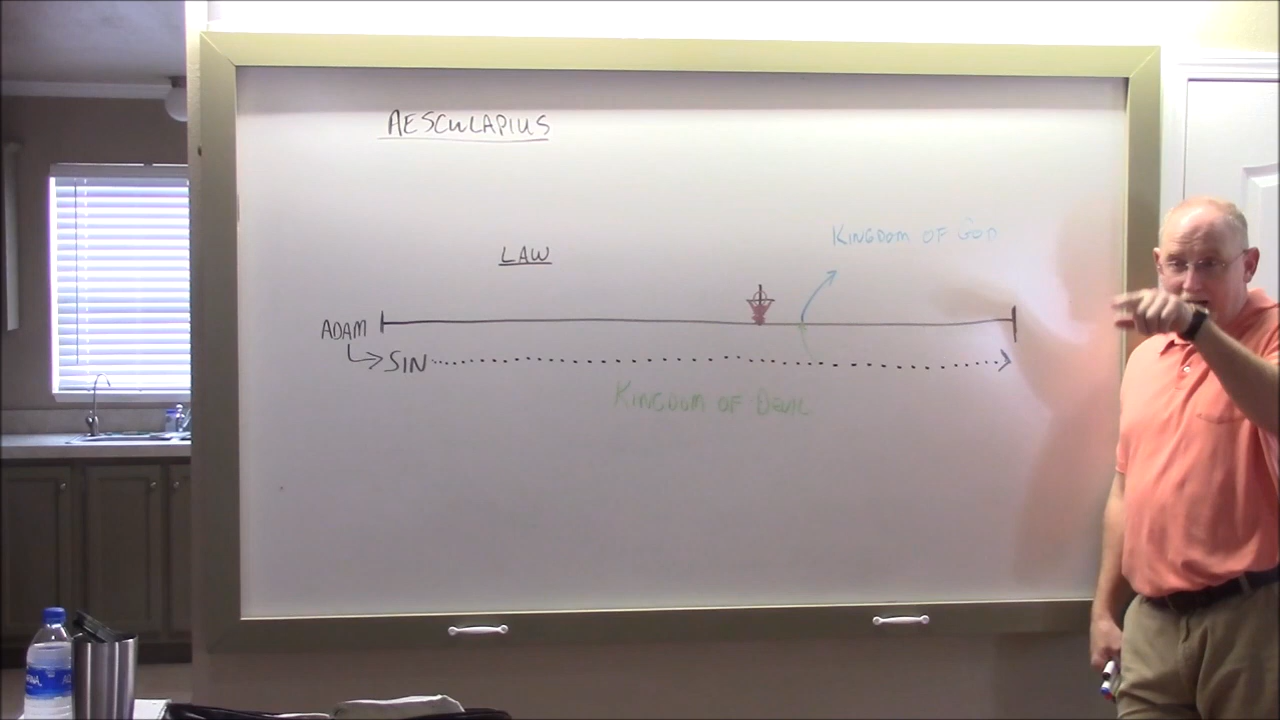 AESCULAPIUS
KINGDOM OF GOD
LAW
ADAM
SIN
KINGDOM OF DEVIL